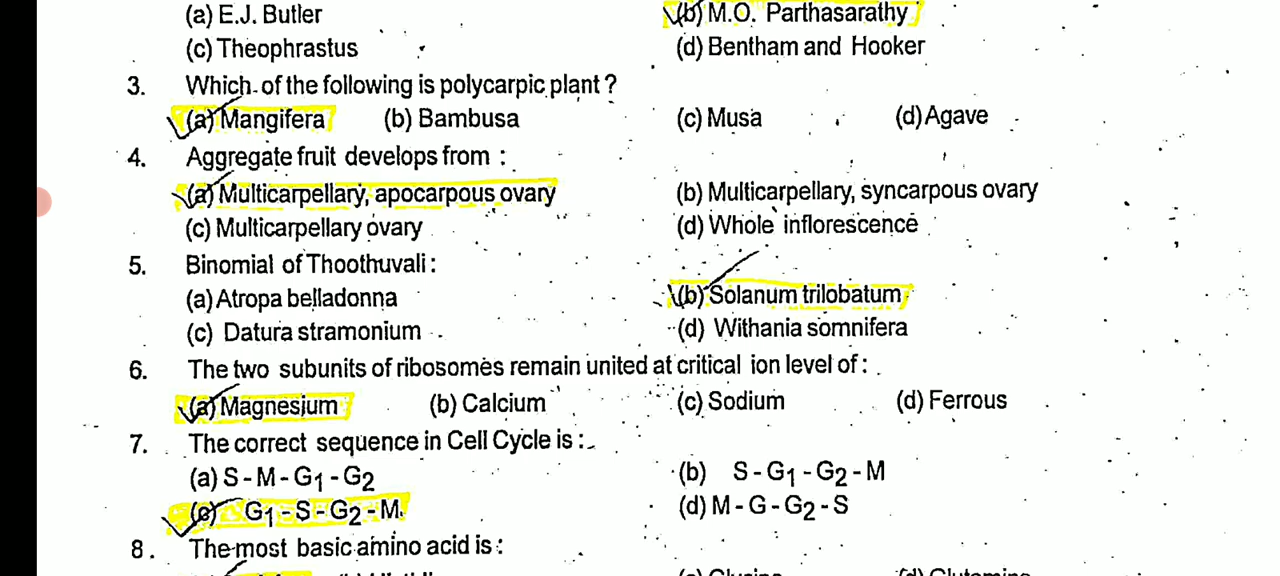 (a) E.J. Butler (b) M.O. Parthasarathy
(c) Theophrastus (d) Bentham and Hooker
3. Which of the following is polycarpic plant ?
(a) Mangifera (b) Bambusa (c) Musa (d) Agave
4. Aggregate fruit develops from :
(a) Multicarpellary, apocarpous ovary (b) Multicarpellary, syncarpous ovary
(c) Multicarpellary ovary (d) Whole inflorescence
5. Binomial of Thoothuvali :
(a) Atropa belladonna (b) Solanum trilobatum
(c) Datura stramonium (d) Withania somnifera
6. The two subunits of ribosomes remain united at critical ion level of :
(a) Magnesium (b) Calcium (c) Sodium (d) Ferrous
7. The correct sequence in Cell Cycle is :
(a) S - M - G1 - G2 (b) S - G1 - G2 - M
(c) G1 - S - G2 - M (d) M - G - G2 - S
8. The most basic amino acid is :
(c) Glycine (d) Glutamine